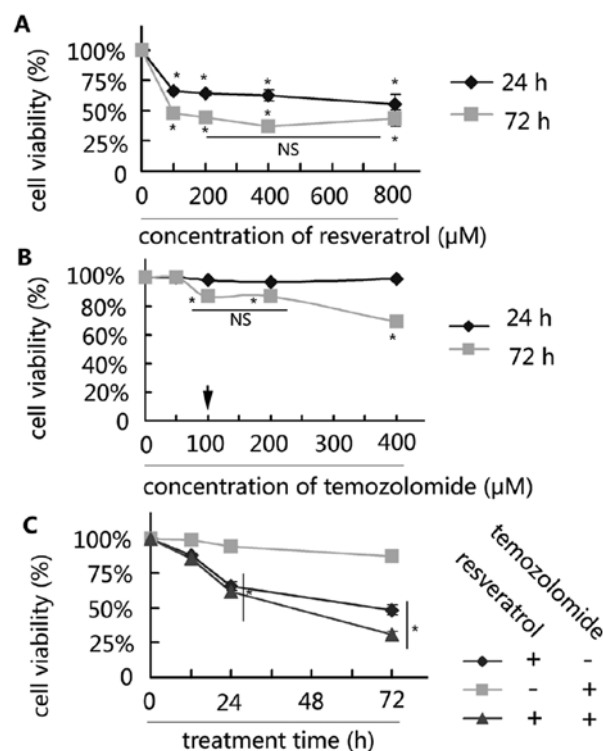 A
cell viability (%)
100%
75%
50%
25%
0
* * * *
* * * *
NS
0 200 400 600 800
concentration of resveratrol (μM)
24 h
72 h
B
cell viability (%)
100%
80%
60%
40%
20%
0
* * *
NS
0 100 200 300 400
concentration of temozolomide (μM)
24 h
72 h
C
cell viability (%)
100%
75%
50%
25%
0 24 48 72
* *
treatment time (h)
resveratrol temozolomide
+ -
- +
+ +